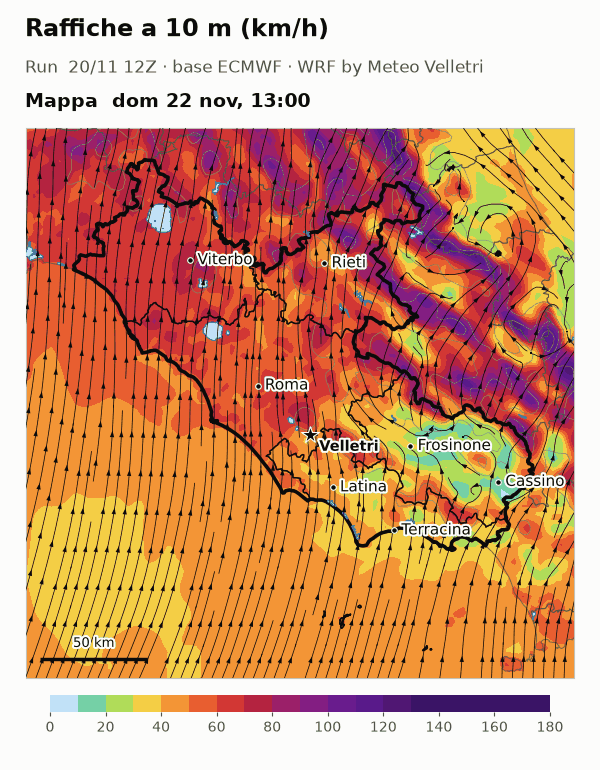 Raffiche a 10 m (km/h)
Run 20/11 12Z · base ECMWF · WRF by Meteo Velletri
Mappa dom 22 nov, 13:00
Viterbo
Rieti
Roma
Velletri
Frosinone
Cassino
Latina
Terracina
50 km
0 20 40 60 80 100 120 140 160 180